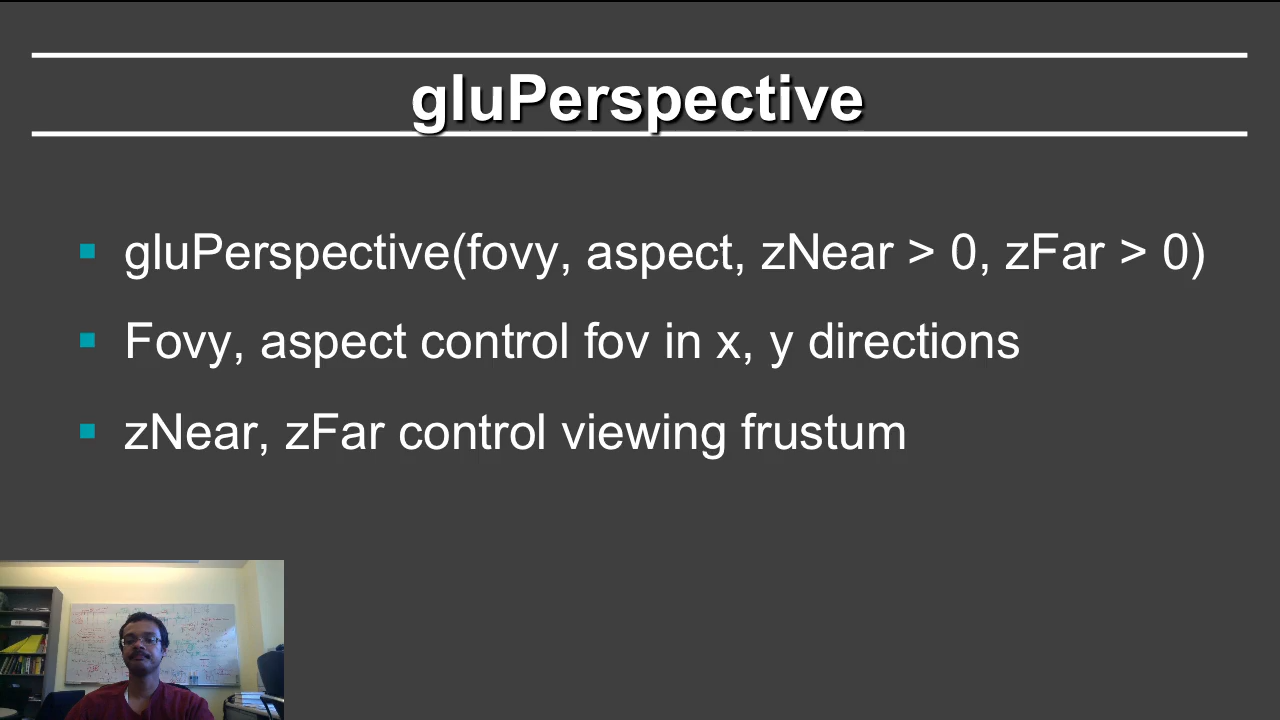 gluPerspective
gluPerspective(fovy, aspect, zNear > 0, zFar > 0)
Fovy, aspect control fov in x, y directions
zNear, zFar control viewing frustum